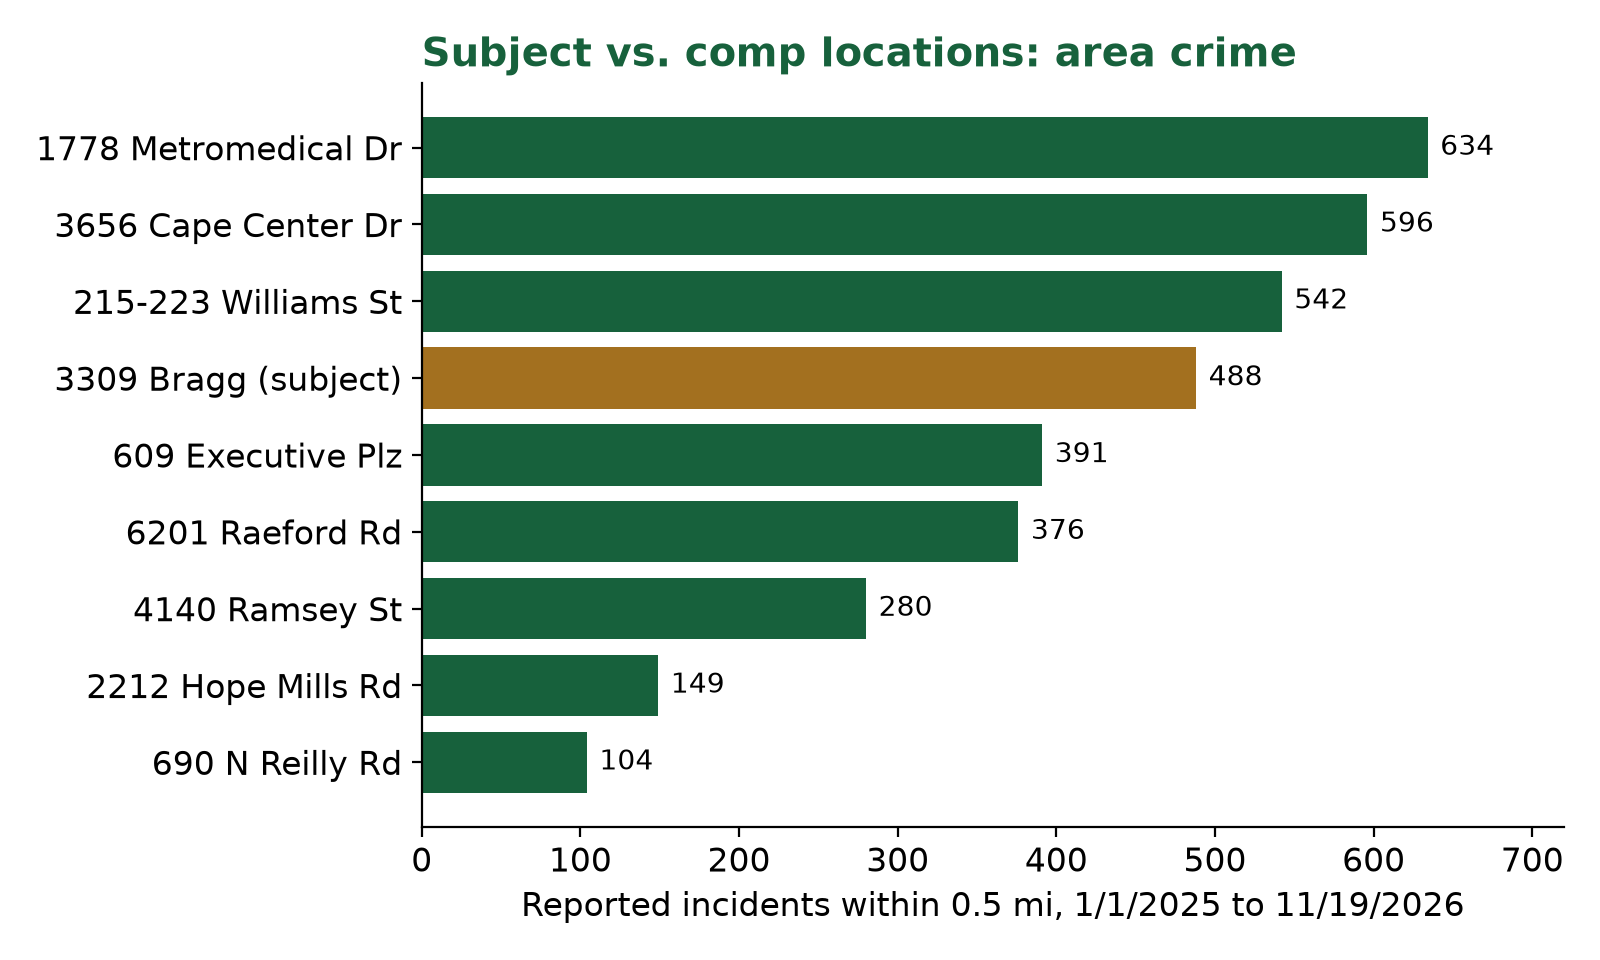 Subject vs. comp locations: area crime
1778 Metromedical Dr 634
3656 Cape Center Dr 596
215-223 Williams St 542
3309 Bragg (subject) 488
609 Executive Plz 391
6201 Raeford Rd 376
4140 Ramsey St 280
2212 Hope Mills Rd 149
690 N Reilly Rd 104
0 100 200 300 400 500 600 700
Reported incidents within 0.5 mi, 1/1/2025 to 11/19/2026